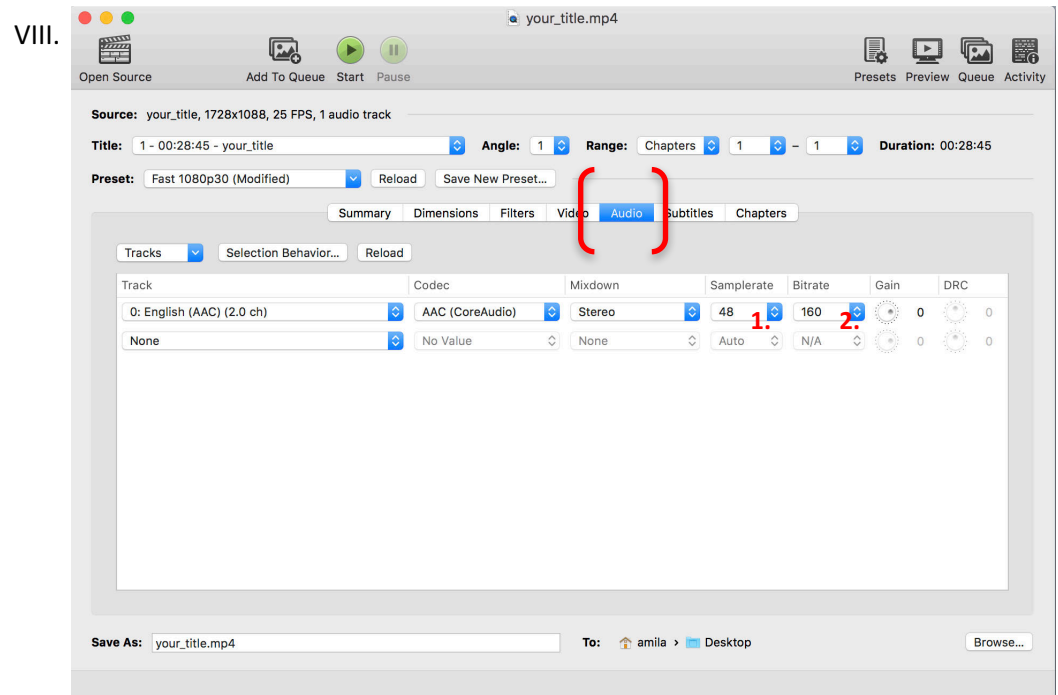 your_title.mp4
VIII.
Open Source Add To Queue Start Pause Presets Preview Queue Activity
Source: your_title, 1728x1088, 25 FPS, 1 audio track
Title: 1 - 00:28:45 - your_title Angle: 1 Range: Chapters 1 – 1 Duration: 00:28:45
Preset: Fast 1080p30 (Modified) Reload Save New Preset...
Summary Dimensions Filters Video Audio Subtitles Chapters
Tracks Selection Behavior... Reload
Track Codec Mixdown Samplerate Bitrate Gain DRC
0: English (AAC) (2.0 ch) AAC (CoreAudio) Stereo 48 1. 160 2. 0 0
None No Value None Auto N/A 0 0
Save As: your_title.mp4 To: amila › Desktop Browse...